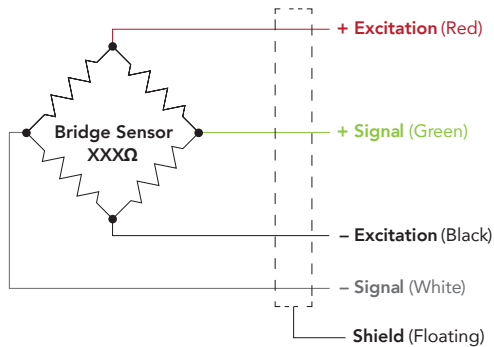 + Excitation (Red)
Bridge Sensor
XXXΩ
+ Signal (Green)
– Excitation (Black)
– Signal (White)
Shield (Floating)